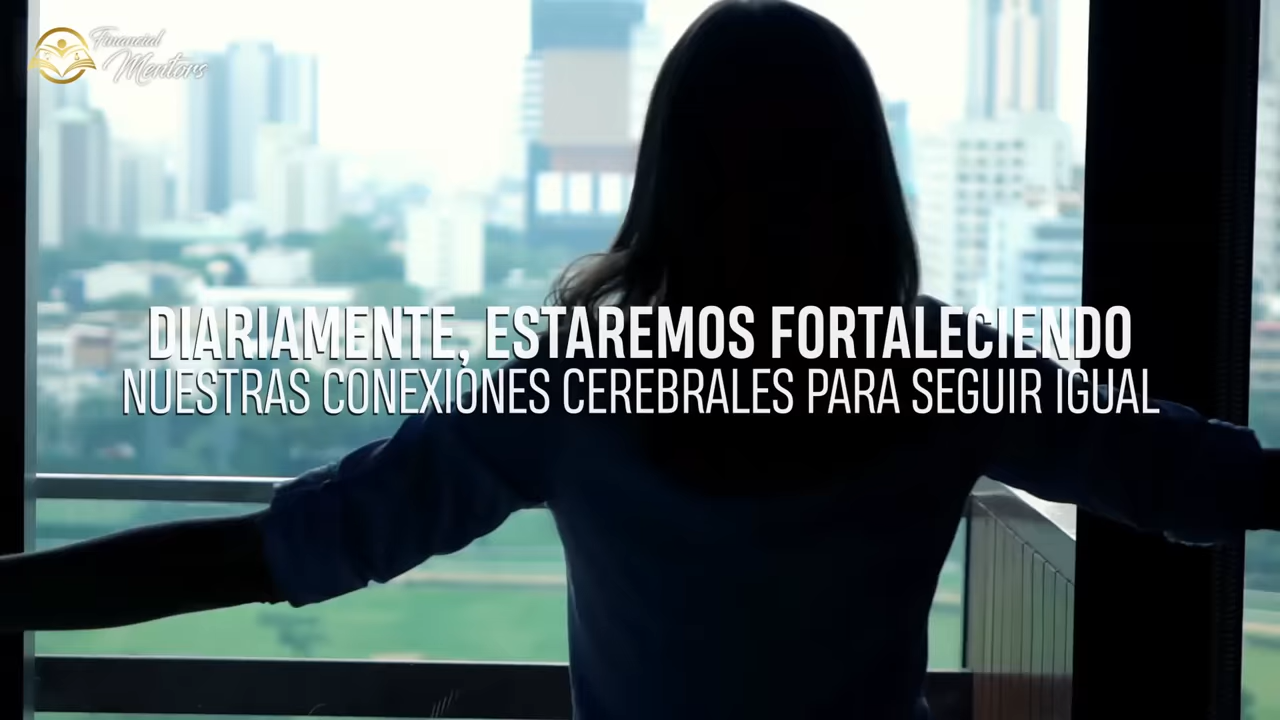 Financial
Mentors
DIARIAMENTE, ESTAREMOS FORTALECIENDO
NUESTRAS CONEXIONES CEREBRALES PARA SEGUIR IGUAL